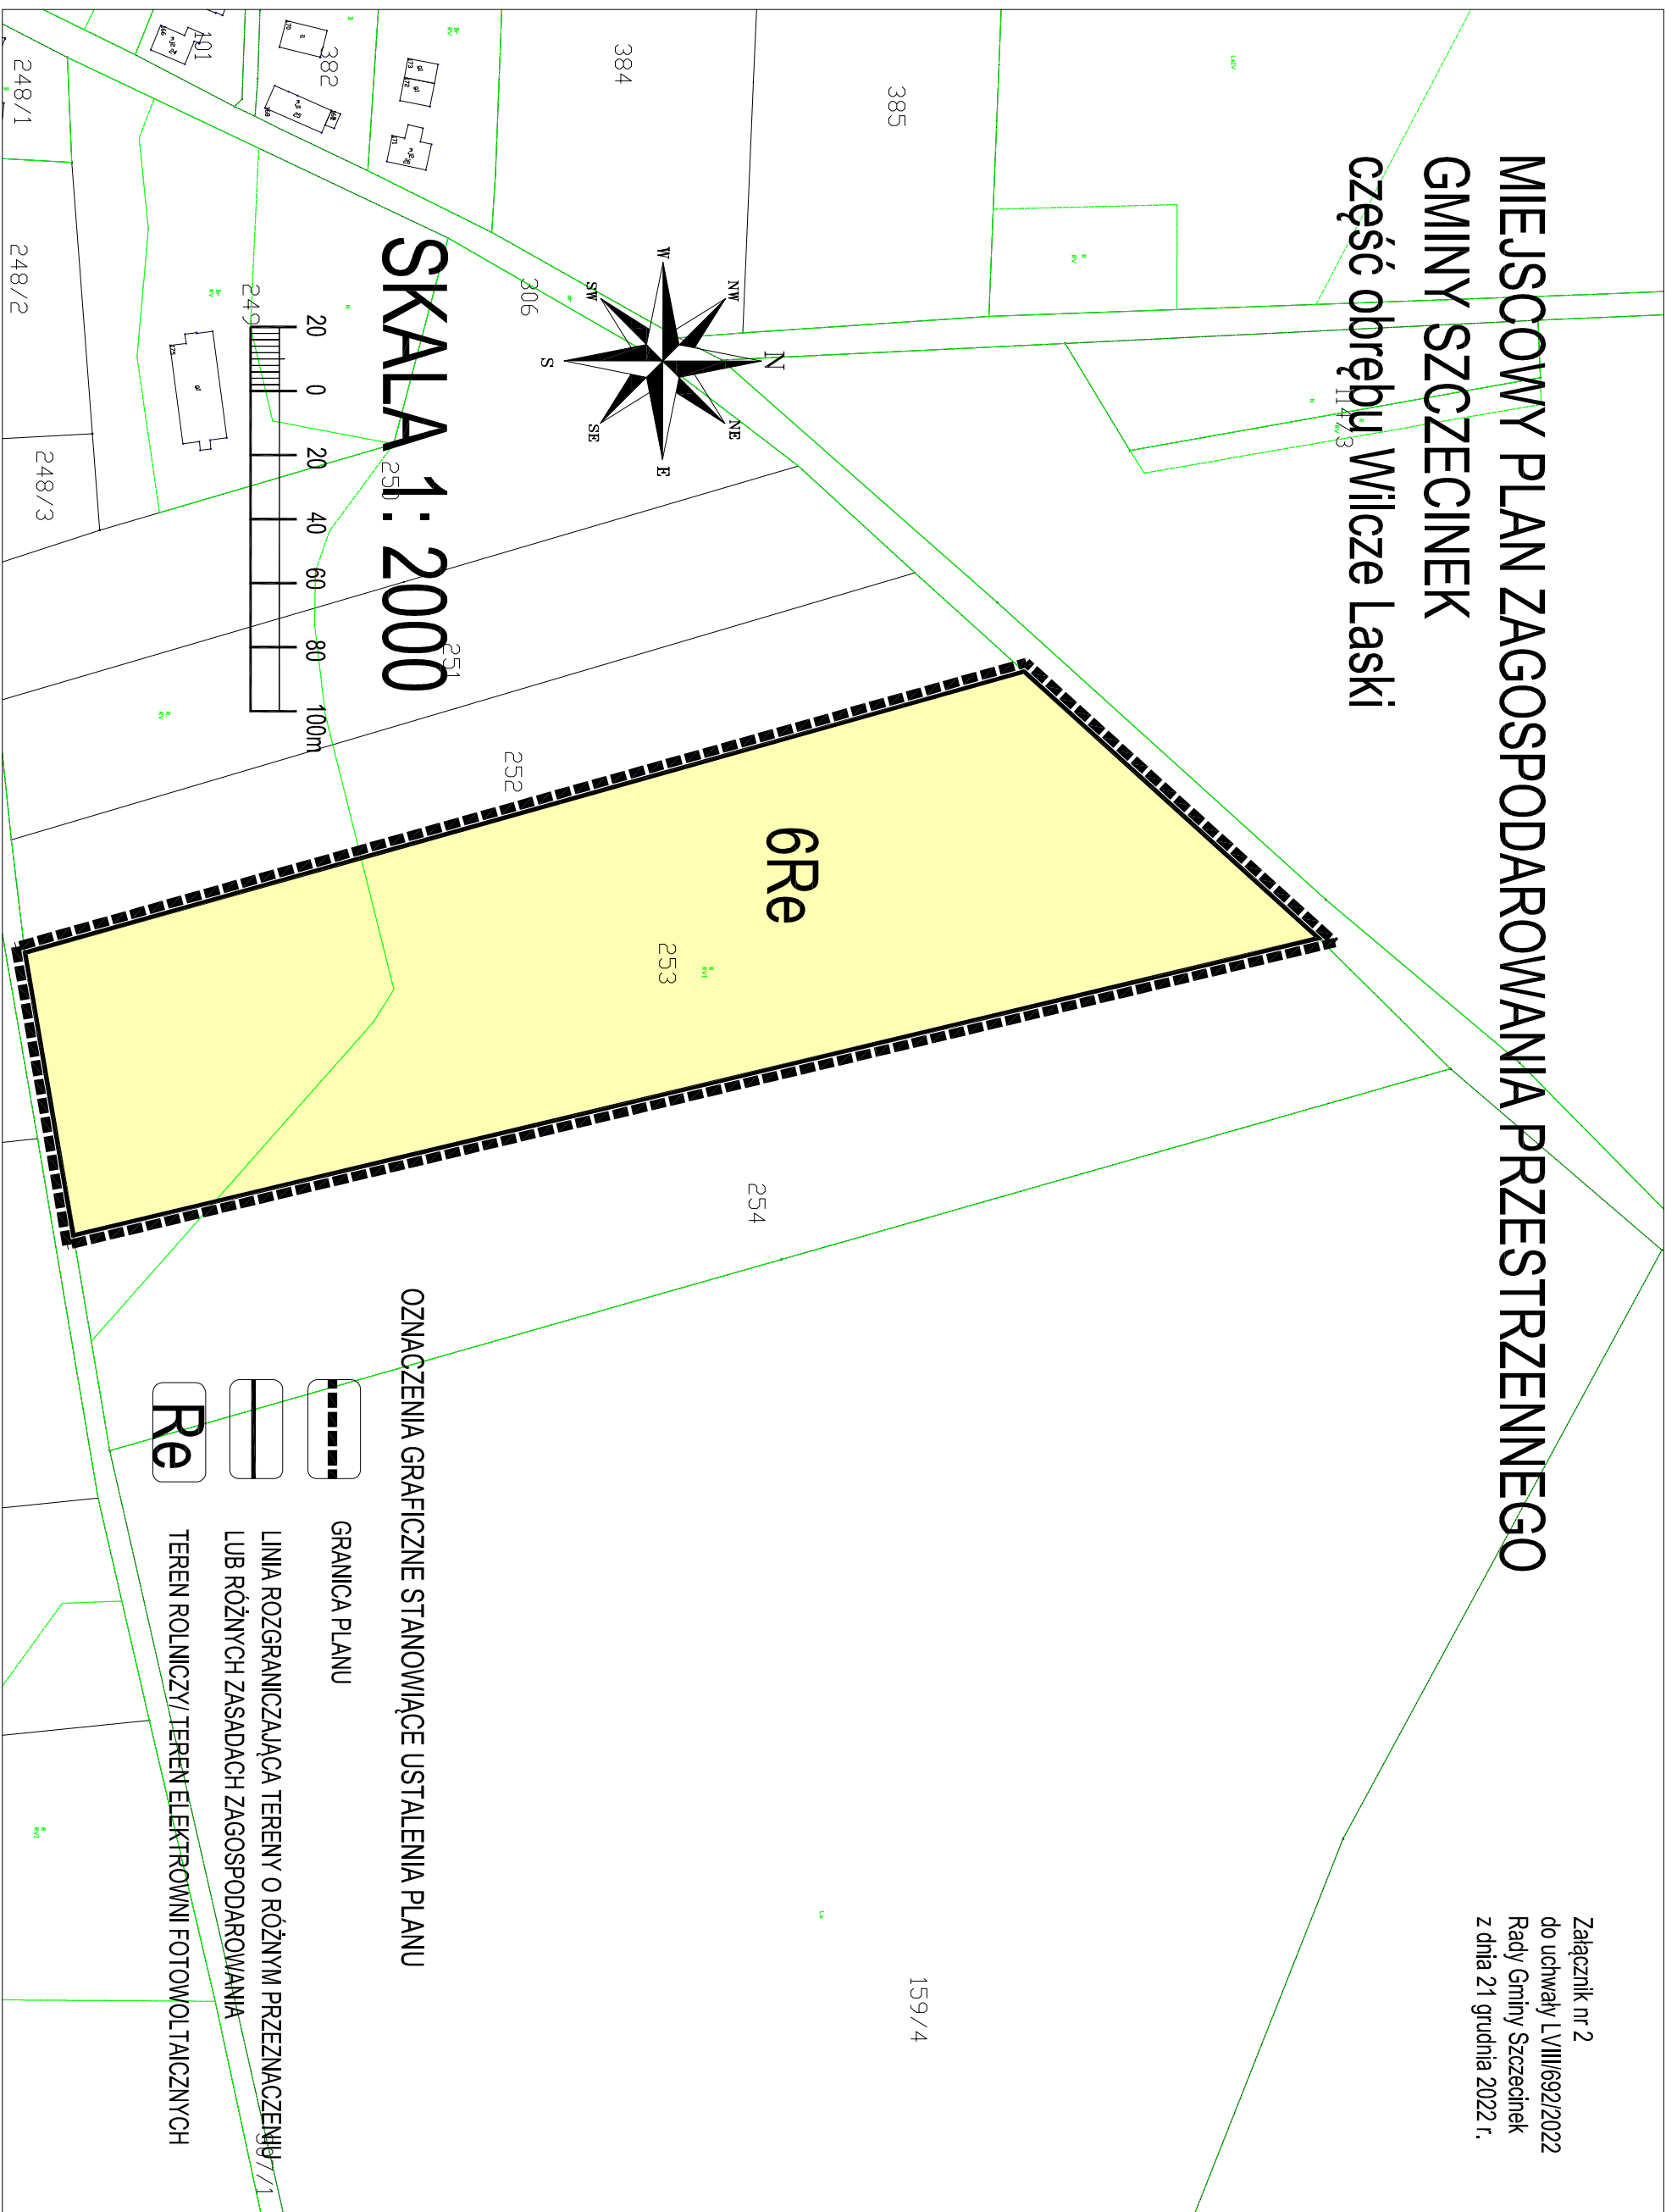 Załącznik nr 2
do uchwały LVIII/692/2022
Rady Gminy Szczecinek
z dnia 21 grudnia 2022 r.
MIEJSCOWY PLAN ZAGOSPODAROWANIA PRZESTRZENNEGO
GMINY SZCZECINEK
część obrębu Wilcze Laski
385
384
382
101
306
114/3
N
NW
NE
W
E
SW
SE
S
SKALA 1: 2000
20 0 20 40 60 80 100m
248/1
248/2
248/3
249
250
251
252
6Re
253
254
159/4
OZNACZENIA GRAFICZNE STANOWIĄCE USTALENIA PLANU
GRANICA PLANU
LINIA ROZGRANICZAJĄCA TERENY O RÓŻNYM PRZEZNACZENIU
LUB RÓŻNYCH ZASADACH ZAGOSPODAROWANIA
Re
TEREN ROLNICZY/ TEREN ELEKTROWNI FOTOWOLTAICZNYCH